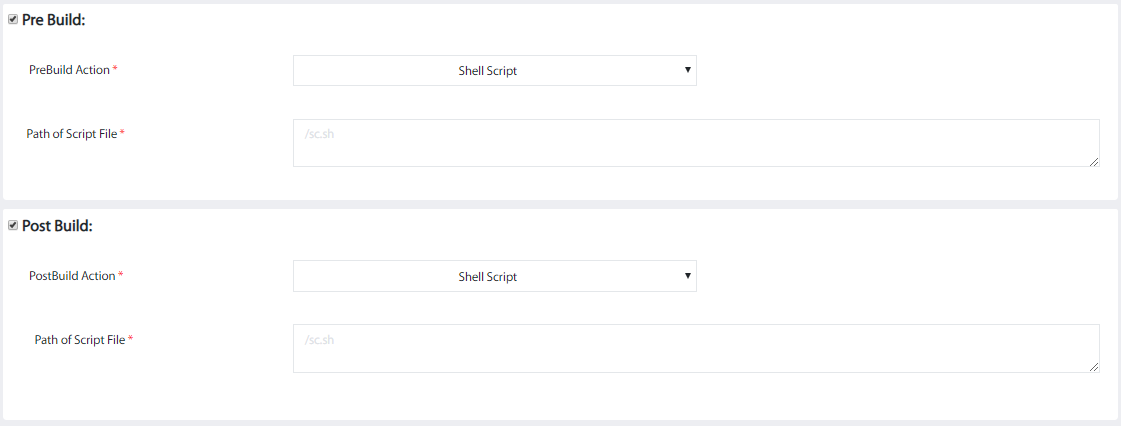 Pre Build:
PreBuild Action *
Shell Script
Path of Script File *
/sc.sh
Post Build:
PostBuild Action *
Shell Script
Path of Script File *
/sc.sh